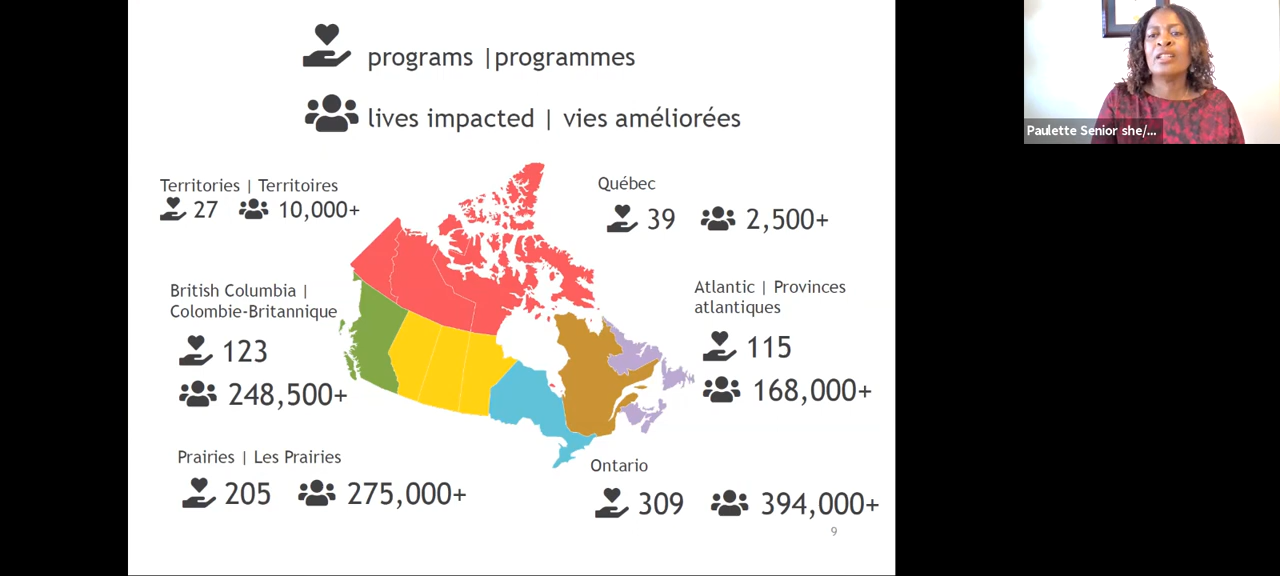 programs |programmes
lives impacted | vies améliorées
Territories | Territoires
27 10,000+
Québec
39 2,500+
British Columbia |
Colombie-Britannique
123
248,500+
Atlantic | Provinces
atlantiques
115
168,000+
Prairies | Les Prairies
205 275,000+
Ontario
309 394,000+
9
Paulette Senior she/...